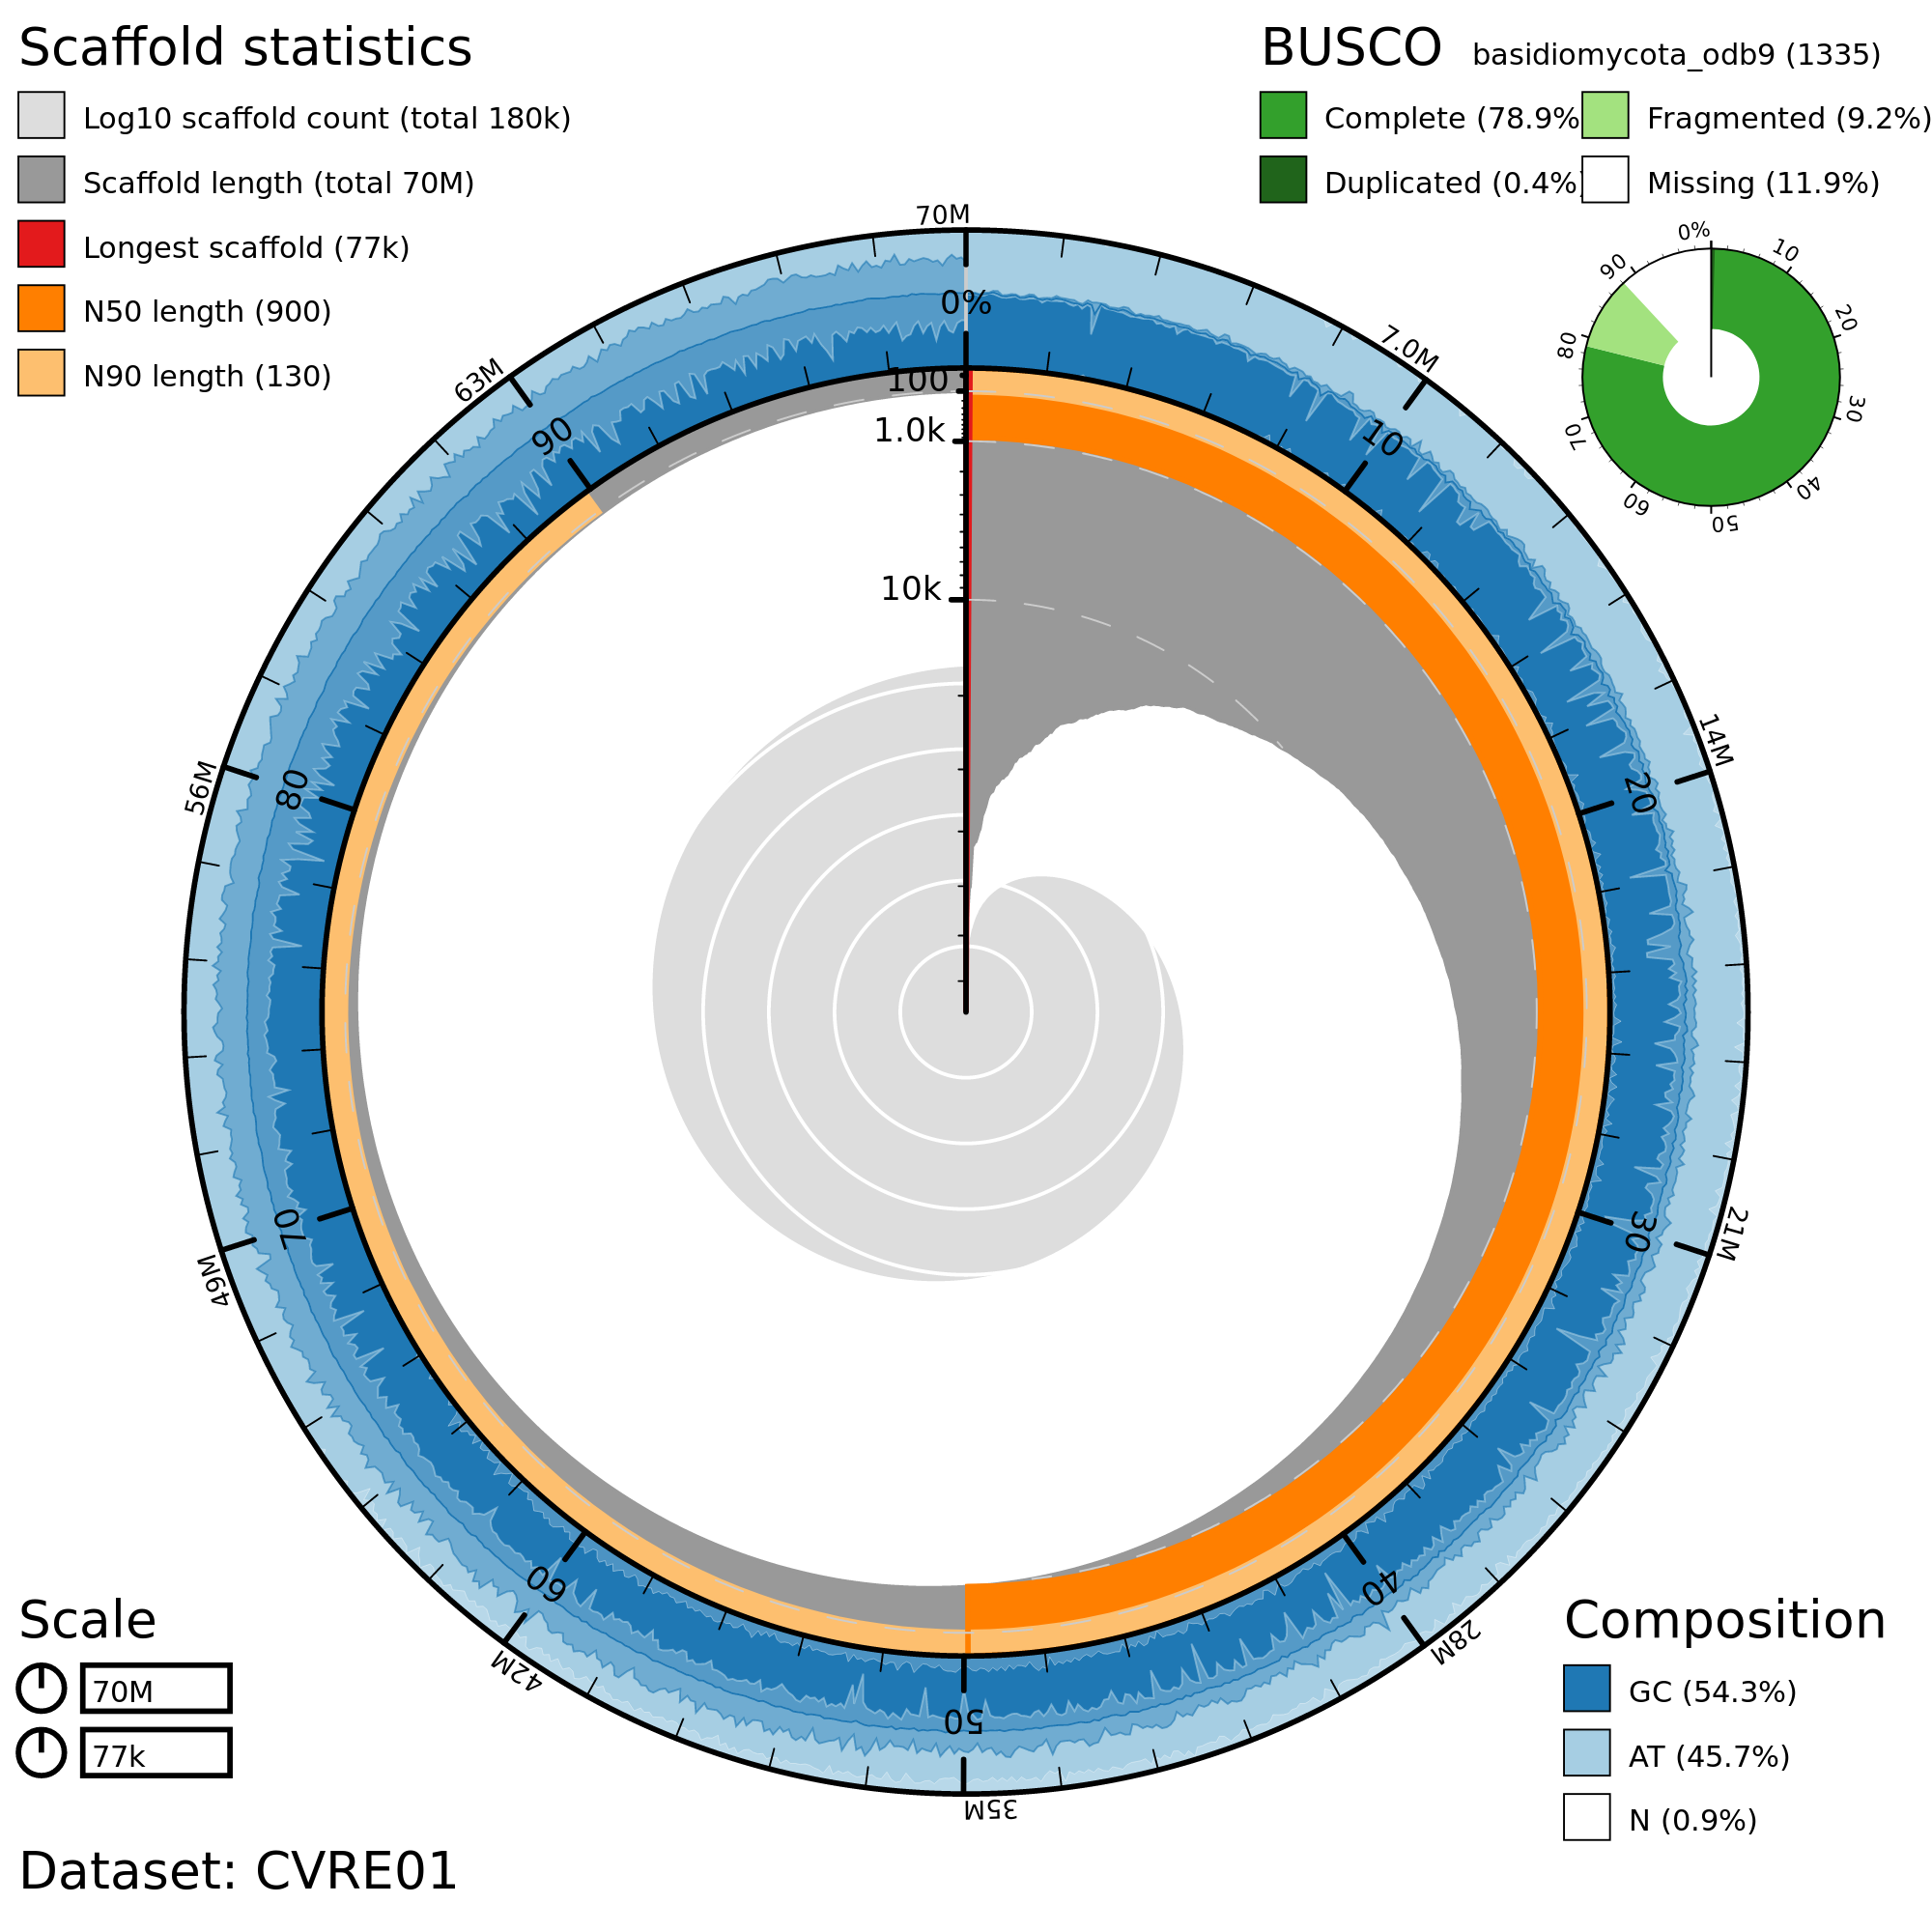 Scaffold statistics
Log10 scaffold count (total 180k)
Scaffold length (total 70M)
Longest scaffold (77k)
N50 length (900)
N90 length (130)
BUSCO basidiomycota_odb9 (1335)
Complete (78.9%
Fragmented (9.2%)
Duplicated (0.4%)
Missing (11.9%)
0%
10
20
30
40
50
60
70
80
90
70M
7.0M
14M
21M
28M
35M
42M
49M
56M
63M
0%
10
20
30
40
50
60
70
80
90
100
1.0k
10k
Scale
70M
77k
Composition
GC (54.3%)
AT (45.7%)
N (0.9%)
Dataset: CVRE01